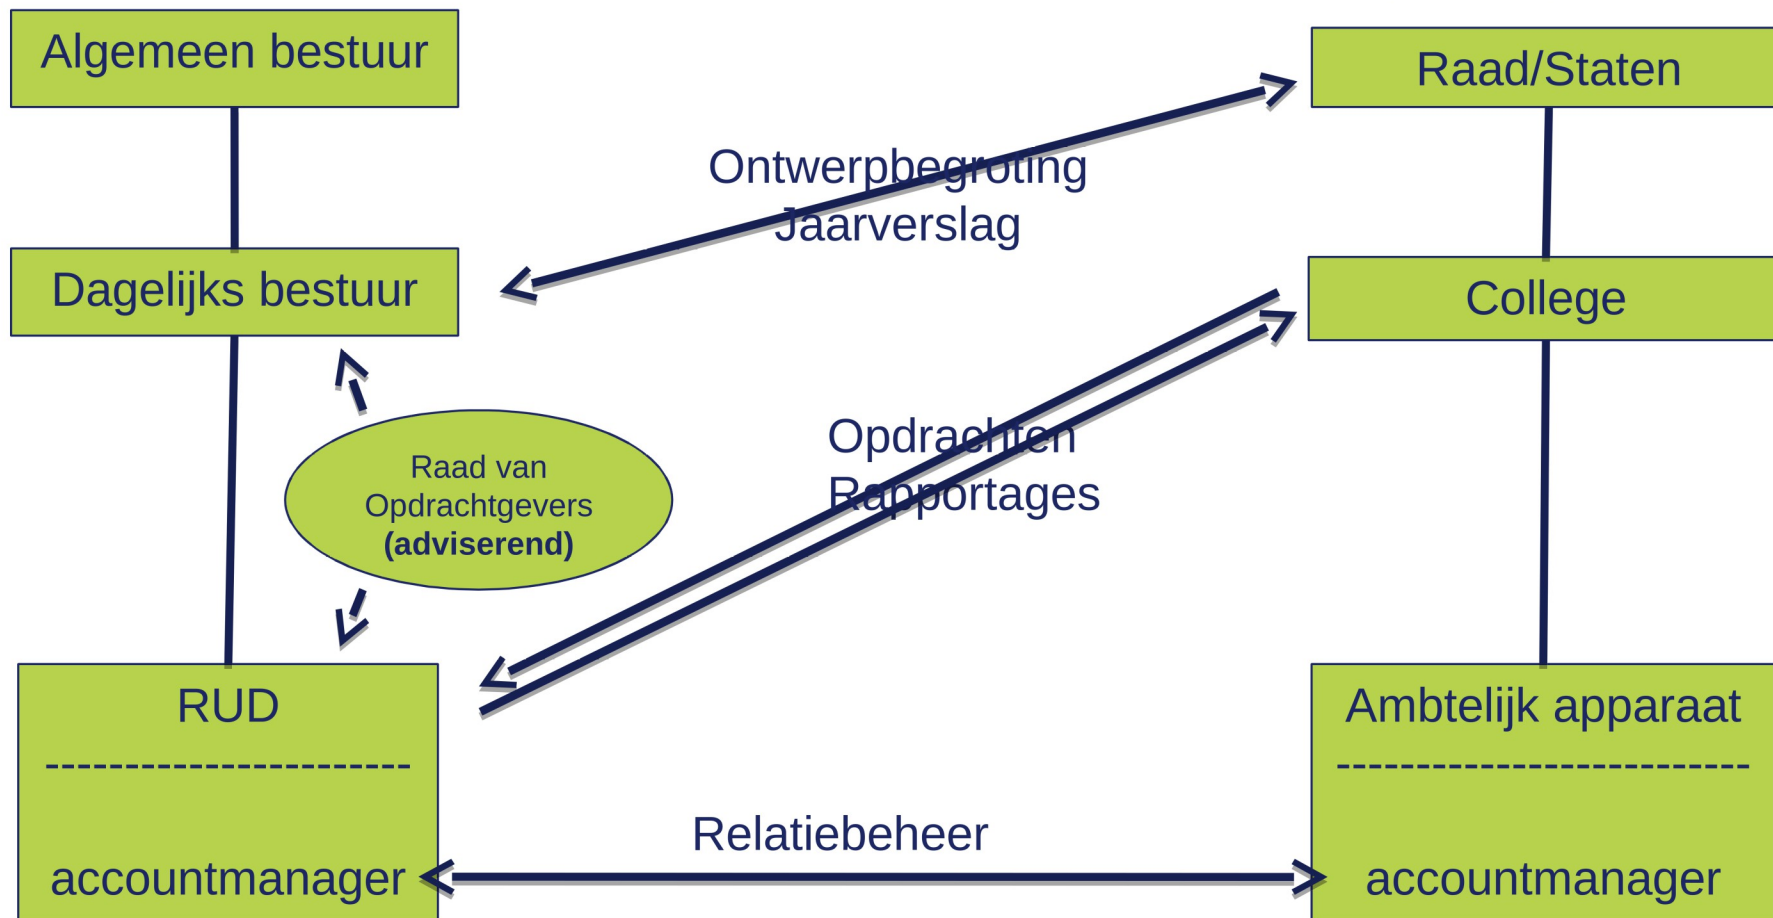 Algemeen bestuur
Raad/Staten
Ontwerpbegroting
Jaarverslag
Dagelijks bestuur
College
Opdrachten
Rapportages
Raad van
Opdrachtgevers
(adviserend)
RUD
-----------------------
accountmanager
Ambtelijk apparaat
--------------------------
accountmanager
Relatiebeheer